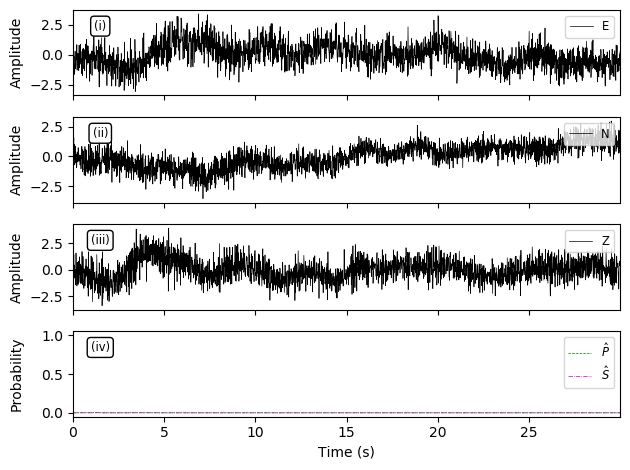 (i)
E
Amplitude
2.5
0.0
−2.5
(ii)
N
Amplitude
2.5
0.0
−2.5
(iii)
Z
Amplitude
2.5
0.0
−2.5
(iv)
P̂
Ŝ
Probability
1.0
0.5
0.0
0 5 10 15 20 25
Time (s)